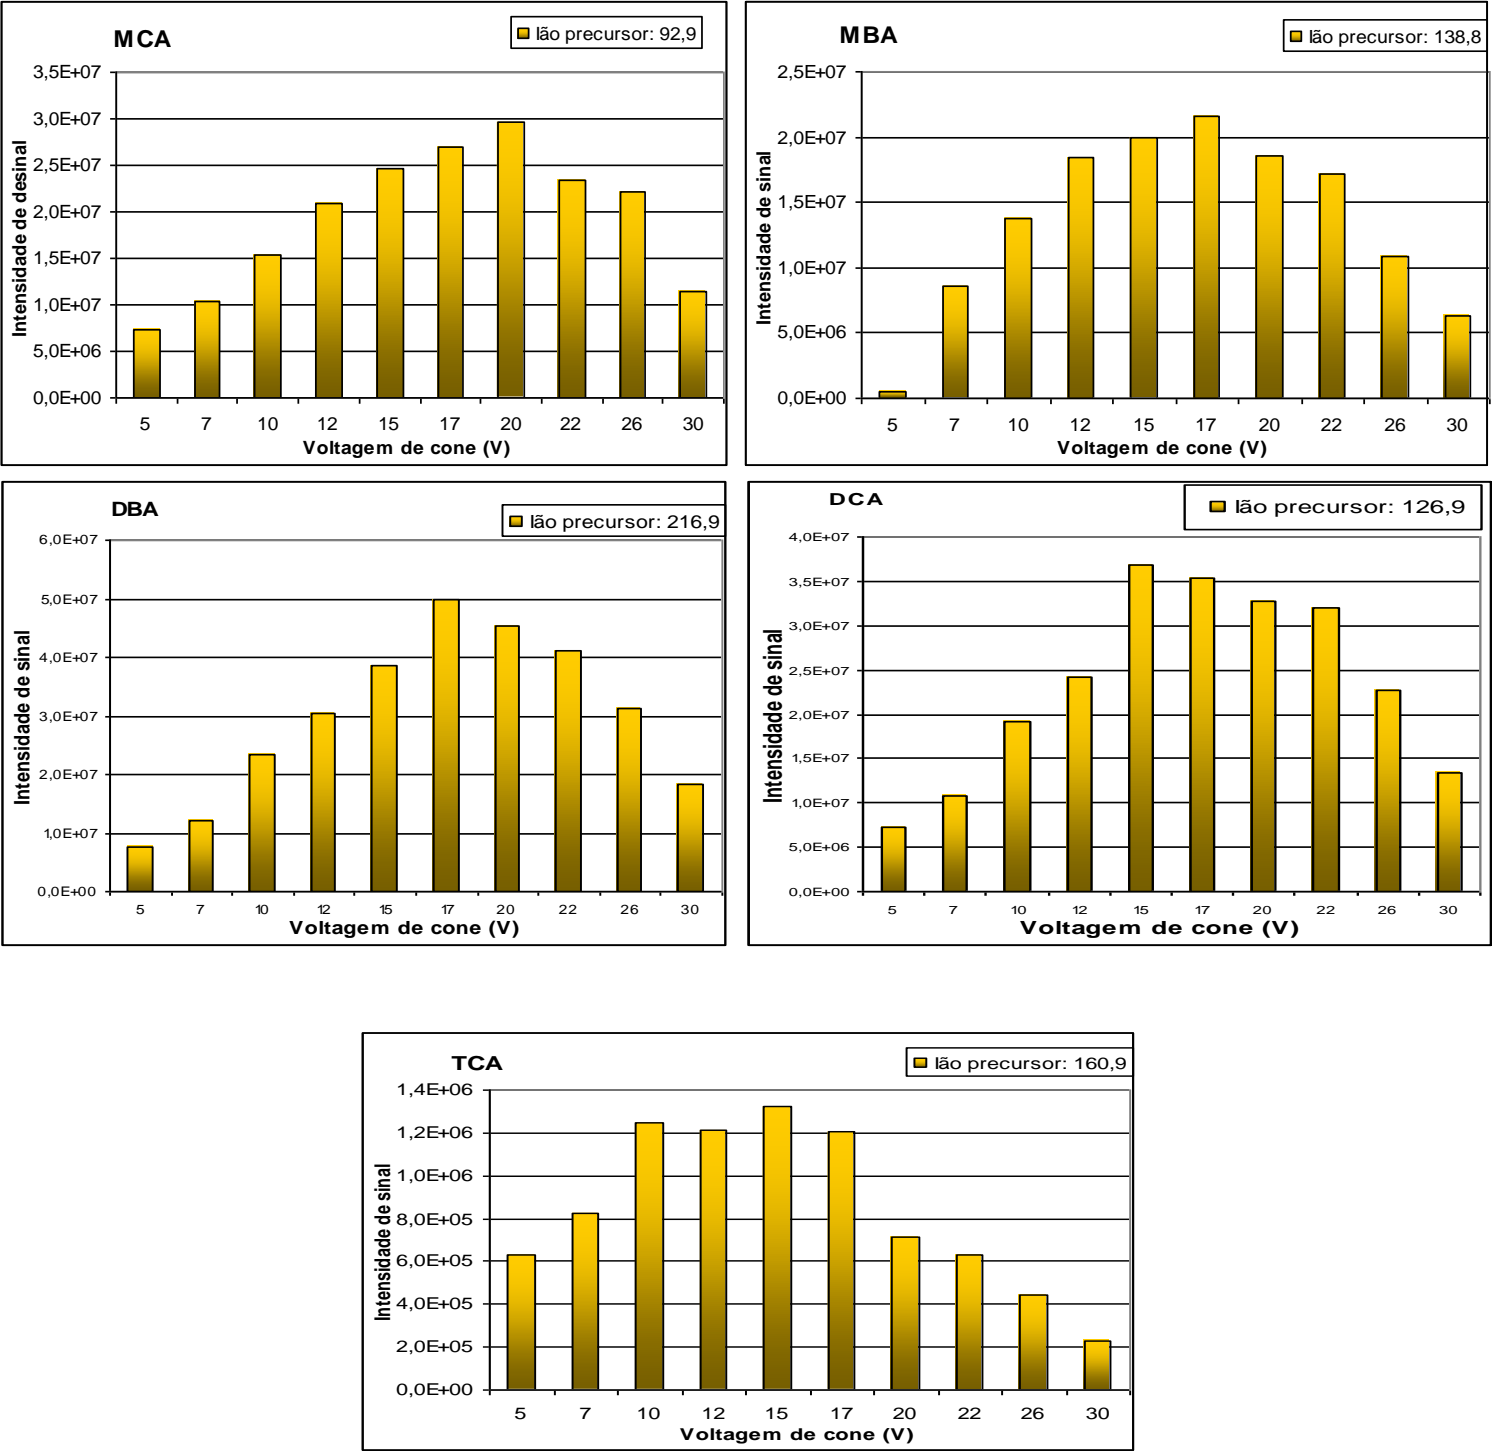 MCA
Ião precursor: 92,9
3,5E+07
3,0E+07
2,5E+07
2,0E+07
1,5E+07
1,0E+07
5,0E+06
0,0E+00
Intensidade de desinal
5 7 10 12 15 17 20 22 26 30
Voltagem de cone (V)
MBA
Ião precursor: 138,8
2,5E+07
2,0E+07
1,5E+07
1,0E+07
5,0E+06
0,0E+00
Intensidade de sinal
5 7 10 12 15 17 20 22 26 30
Voltagem de cone (V)
DBA
Ião precursor: 216,9
6,0E+07
5,0E+07
4,0E+07
3,0E+07
2,0E+07
1,0E+07
0,0E+00
Intensidade de sinal
5 7 10 12 15 17 20 22 26 30
Voltagem de cone (V)
DCA
Ião precursor: 126,9
4,0E+07
3,5E+07
3,0E+07
2,5E+07
2,0E+07
1,5E+07
1,0E+07
5,0E+06
0,0E+00
Intensidade de sinal
5 7 10 12 15 17 20 22 26 30
Voltagem de cone (V)
TCA
Ião precursor: 160,9
1,4E+06
1,2E+06
1,0E+06
8,0E+05
6,0E+05
4,0E+05
2,0E+05
0,0E+00
Intensidade de sinal
5 7 10 12 15 17 20 22 26 30
Voltagem de cone (V)